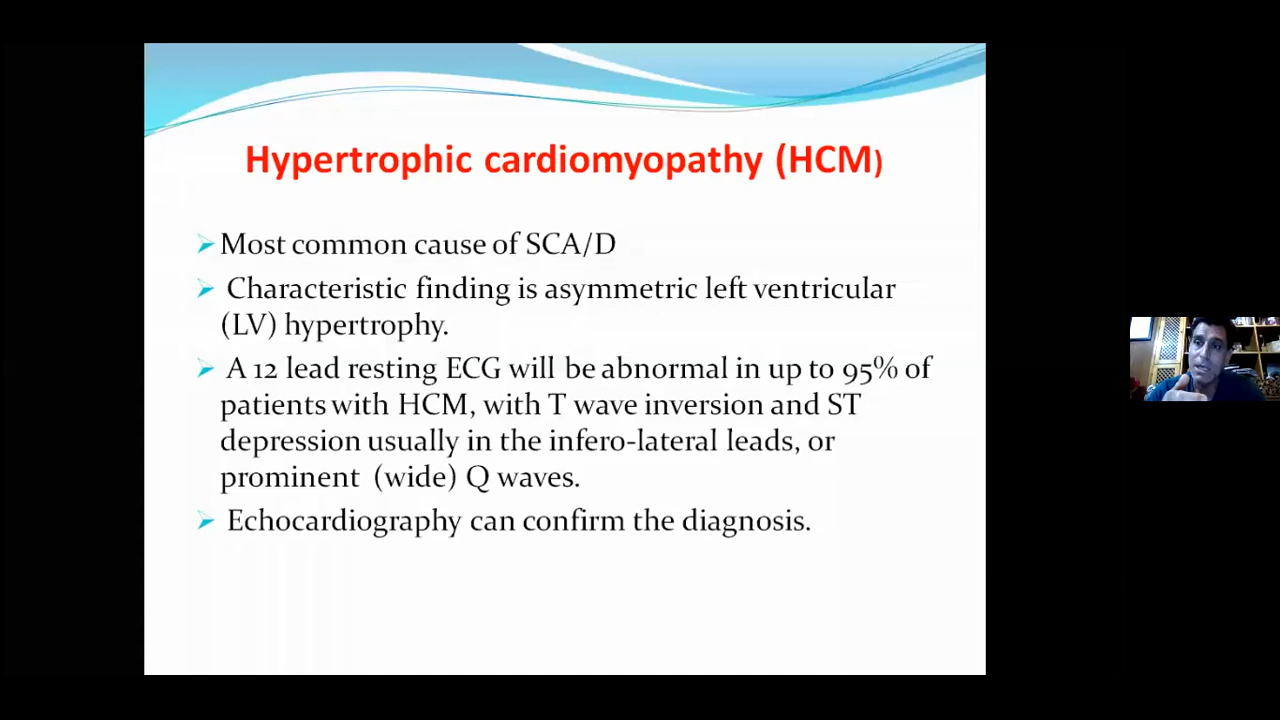 Hypertrophic cardiomyopathy (HCM)
Most common cause of SCA/D
Characteristic finding is asymmetric left ventricular
(LV) hypertrophy.
A 12 lead resting ECG will be abnormal in up to 95% of
patients with HCM, with T wave inversion and ST
depression usually in the infero-lateral leads, or
prominent (wide) Q waves.
Echocardiography can confirm the diagnosis.